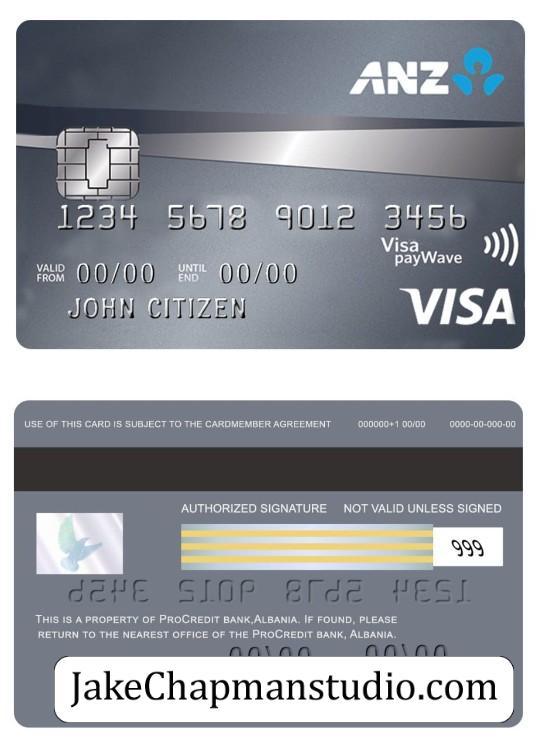 ANZ
1234 5678 9012 3456
Visa payWave
VALID FROM 00/00 UNTIL END 00/00
JOHN CITIZEN
VISA
USE OF THIS CARD IS SUBJECT TO THE CARDMEMBER AGREEMENT 000000+1 00/00 0000-00-000-00
AUTHORIZED SIGNATURE NOT VALID UNLESS SIGNED
999
THIS IS A PROPERTY OF PROCREDIT BANK,ALBANIA. IF FOUND, PLEASE
RETURN TO THE NEAREST OFFICE OF THE PROCREDIT BANK, ALBANIA.
JakeChapmanstudio.com